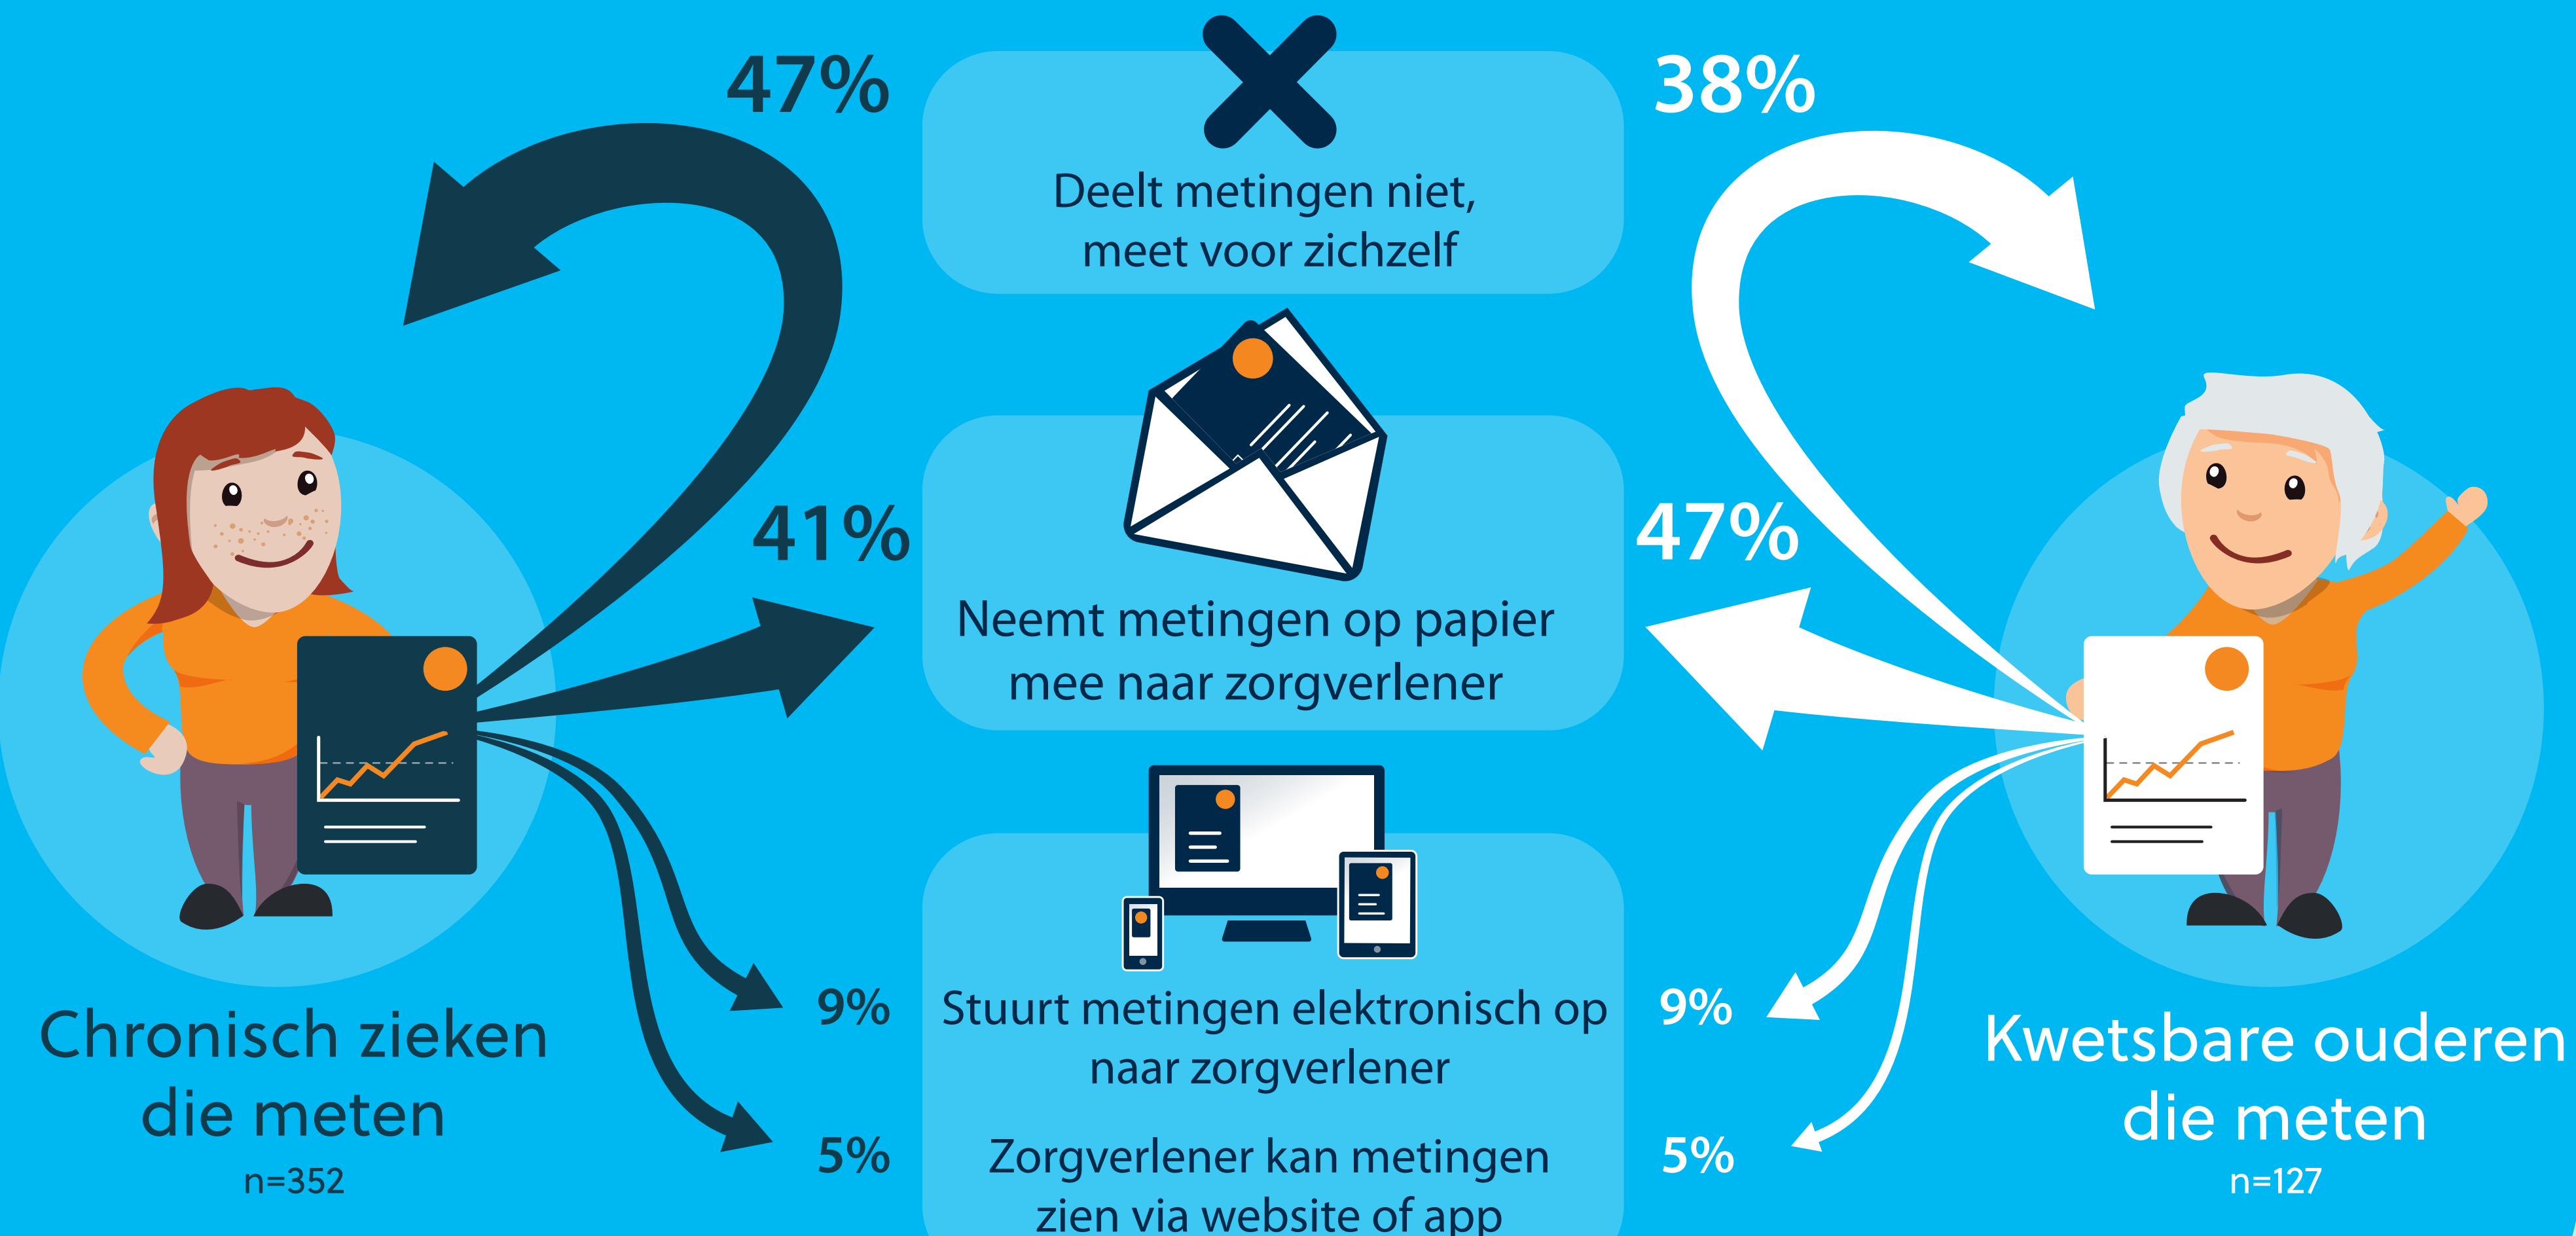 47%
38%
Deelt metingen niet,
meet voor zichzelf
41%
47%
Neemt metingen op papier
mee naar zorgverlener
9%
Stuurt metingen elektronisch op
naar zorgverlener
9%
5%
Zorgverlener kan metingen
zien via website of app
5%
Chronisch zieken
die meten
n=352
Kwetsbare ouderen
die meten
n=127